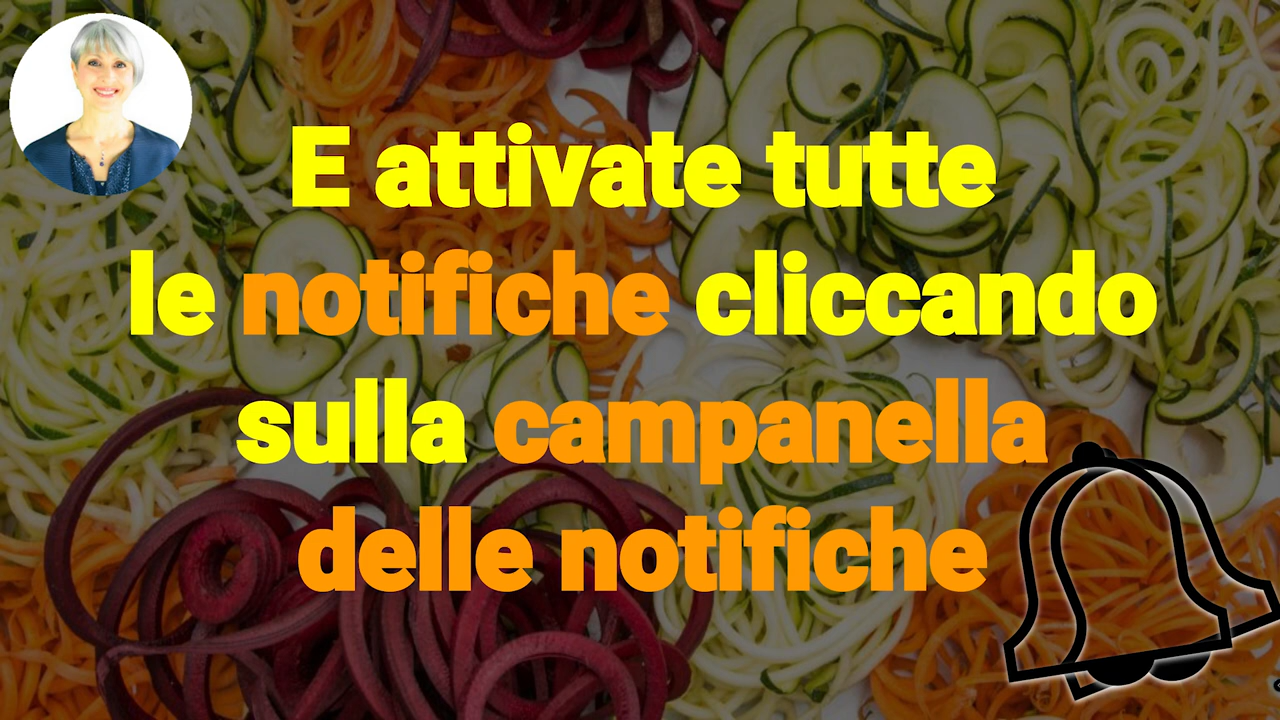 E attivate tutte
le notifiche cliccando
sulla campanella
delle notifiche